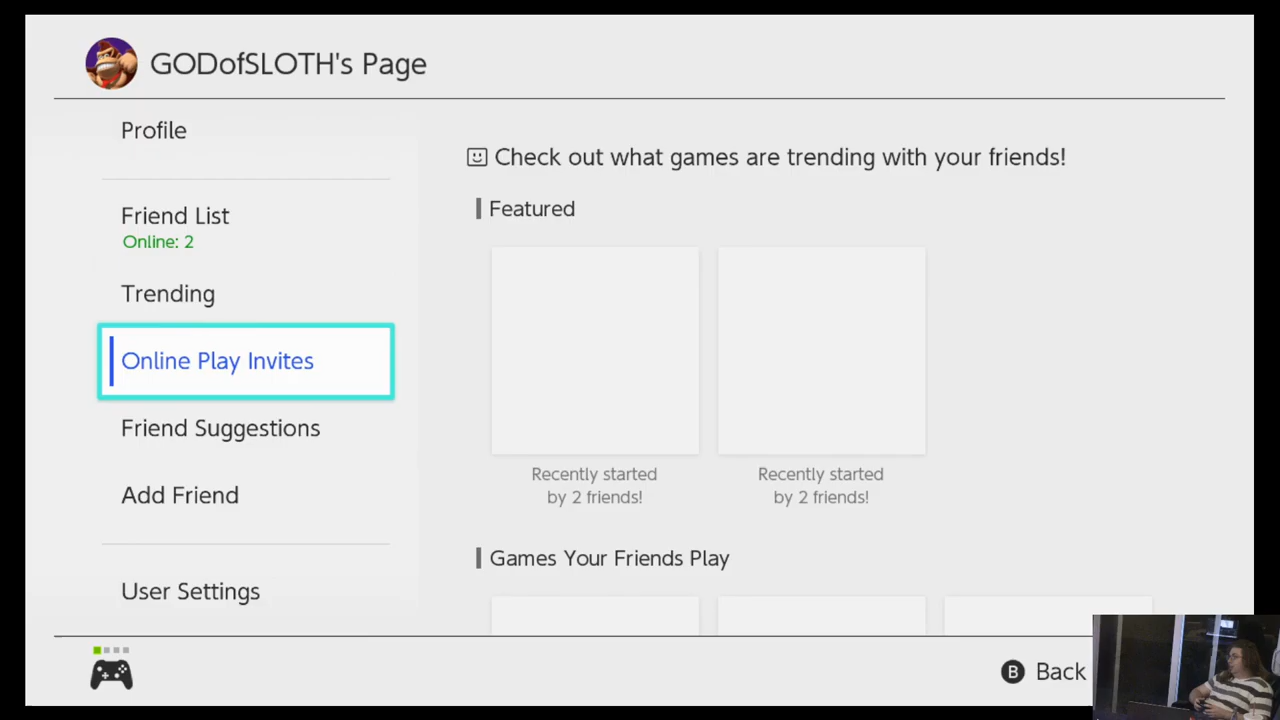 GODofSLOTH's Page
Profile
Friend List
Online: 2
Trending
Online Play Invites
Friend Suggestions
Add Friend
User Settings
Check out what games are trending with your friends!
Featured
Recently started
by 2 friends!
Recently started
by 2 friends!
Games Your Friends Play
B Back